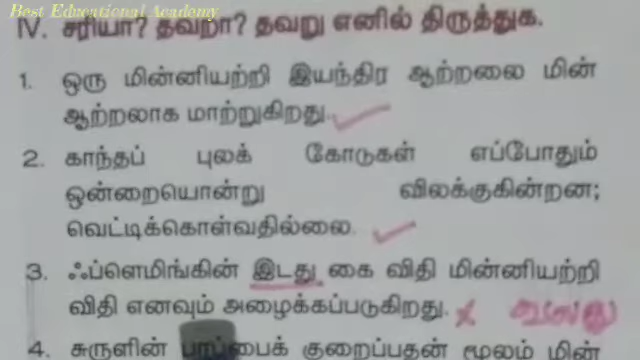 Best Educational Academy
IV. சரியா? தவறா? தவறு எனில் திருத்துக.
1. ஒரு மின்னியற்றி இயந்திர ஆற்றலை மின்
ஆற்றலாக மாற்றுகிறது.
2. காந்தப் புலக் கோடுகள் எப்போதும்
ஒன்றையொன்று விலக்குகின்றன;
வெட்டிக்கொள்வதில்லை.
3. ஃப்ளெமிங்கின் இடது கை விதி மின்னியற்றி
விதி எனவும் அழைக்கப்படுகிறது. x வலது
4. சுருளின் பரப்பைக் குறைப்பதன் மூலம் மின்